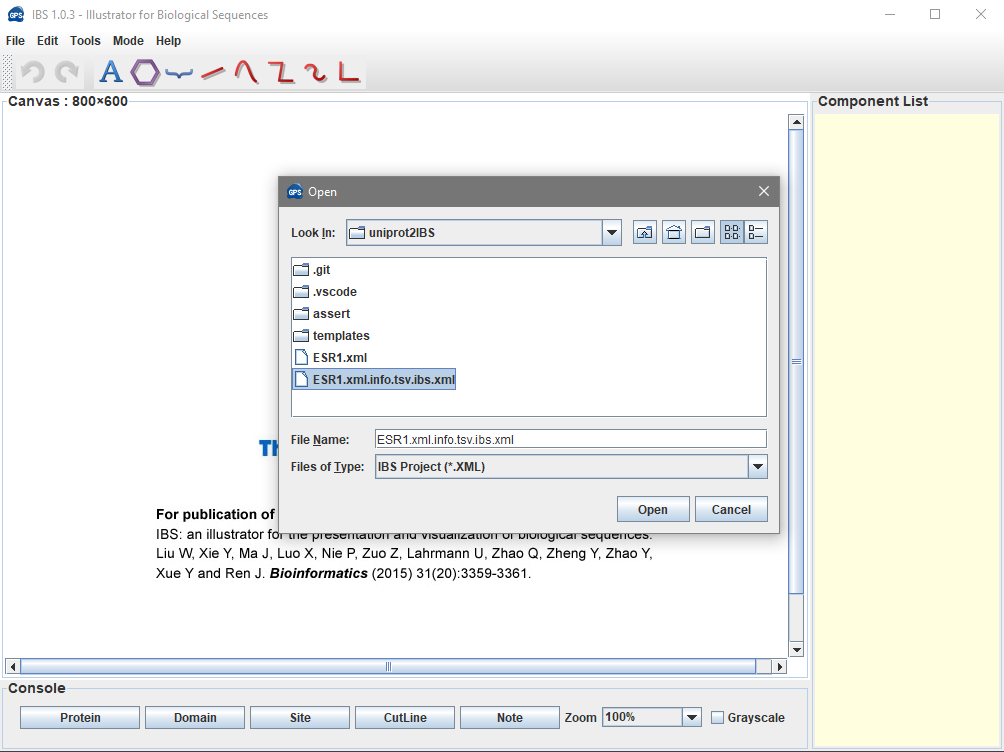 GPS IBS 1.0.3 - Illustrator for Biological Sequences
File Edit Tools Mode Help
A
Canvas : 800×600
Component List
GPS Open
Look In: uniprot2IBS
.git
.vscode
assert
templates
ESR1.xml
ESR1.xml.info.tsv.ibs.xml
File Name: ESR1.xml.info.tsv.ibs.xml
Files of Type: IBS Project (*.XML)
Open Cancel
Th
For publication of
IBS: an illustrator for the presentation and visualization of biological sequences.
Liu W, Xie Y, Ma J, Luo X, Nie P, Zuo Z, Lahrmann U, Zhao Q, Zheng Y, Zhao Y,
Xue Y and Ren J. Bioinformatics (2015) 31(20):3359-3361.
Console
Protein Domain Site CutLine Note Zoom 100% Grayscale